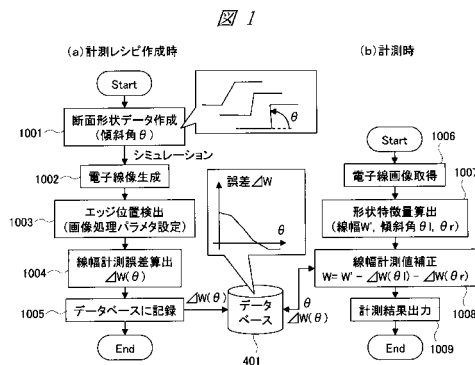 図 1
(a)計測レシピ作成時
Start
1001
断面形状データ作成
(傾斜角θ)
θ
シミュレーション
1002
電子線像生成
1003
エッジ位置検出
(画像処理パラメタ設定)
1004
線幅計測誤差算出
⊿W(θ)
1005
データベースに記録
End
誤差⊿W
θ
⊿W(θ)
データ
ベース
401
θ
⊿W(θ)
(b)計測時
Start
1006
電子線画像取得
1007
形状特徴量算出
(線幅W', 傾斜角θl, θr)
線幅計測値補正
W= W' − ⊿W(θl) − ⊿W(θr)
1008
計測結果出力
1009
End